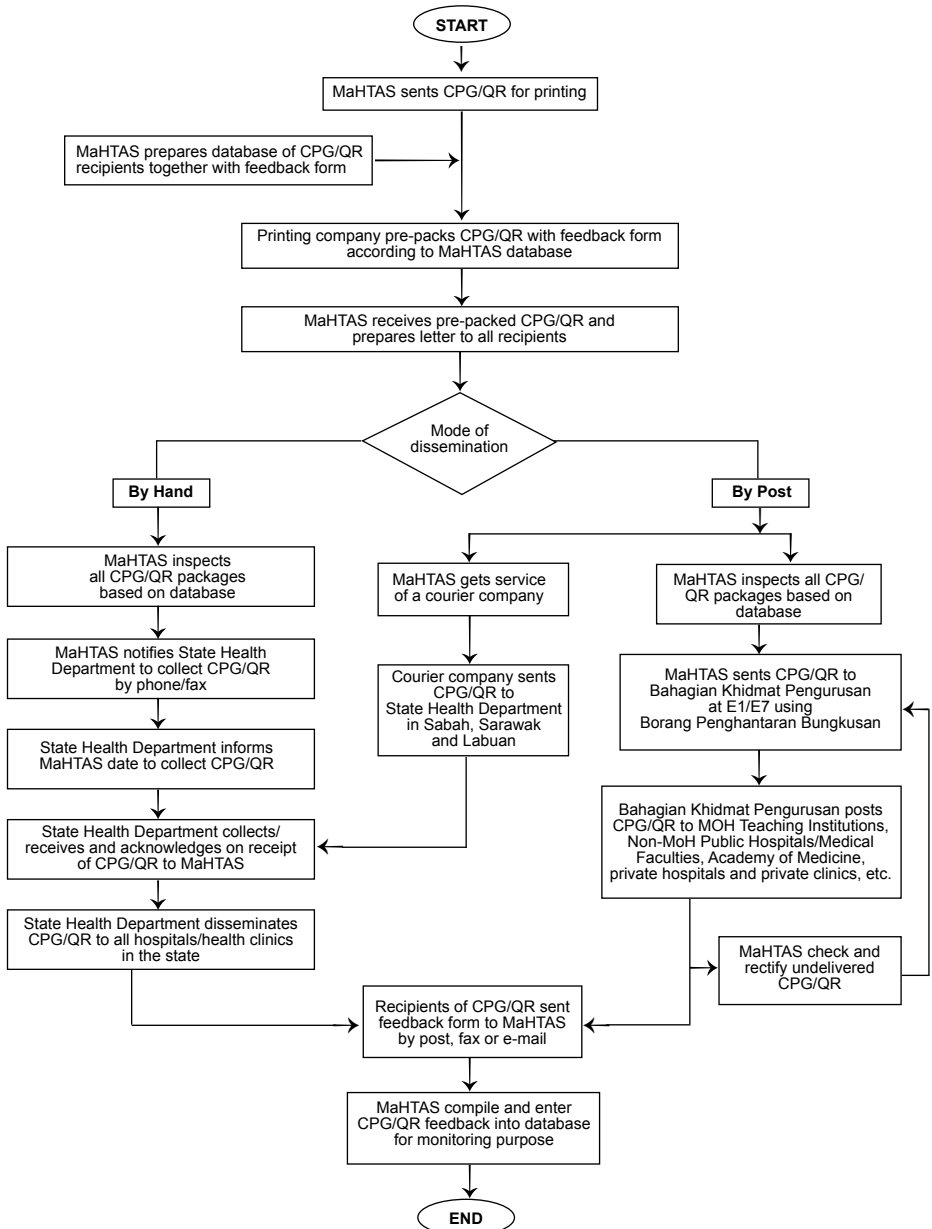 START
MaHTAS sents CPG/QR for printing
MaHTAS prepares database of CPG/QR
recipients together with feedback form
Printing company pre-packs CPG/QR with feedback form
according to MaHTAS database
MaHTAS receives pre-packed CPG/QR and
prepares letter to all recipients
Mode of
dissemination
By Hand
MaHTAS inspects
all CPG/QR packages
based on database
MaHTAS notifies State Health
Department to collect CPG/QR
by phone/fax
State Health Department informs
MaHTAS date to collect CPG/QR
State Health Department collects/
receives and acknowledges on receipt
of CPG/QR to MaHTAS
State Health Department disseminates
CPG/QR to all hospitals/health clinics
in the state
By Post
MaHTAS gets service
of a courier company
Courier company sents
CPG/QR to
State Health Department
in Sabah, Sarawak
and Labuan
MaHTAS inspects all CPG/
QR packages based on
database
MaHTAS sents CPG/QR to
Bahagian Khidmat Pengurusan
at E1/E7 using
Borang Penghantaran Bungkusan
Bahagian Khidmat Pengurusan posts
CPG/QR to MOH Teaching Institutions,
Non-MoH Public Hospitals/Medical
Faculties, Academy of Medicine,
private hospitals and private clinics, etc.
MaHTAS check and
rectify undelivered
CPG/QR
Recipients of CPG/QR sent
feedback form to MaHTAS
by post, fax or e-mail
MaHTAS compile and enter
CPG/QR feedback into database
for monitoring purpose
END